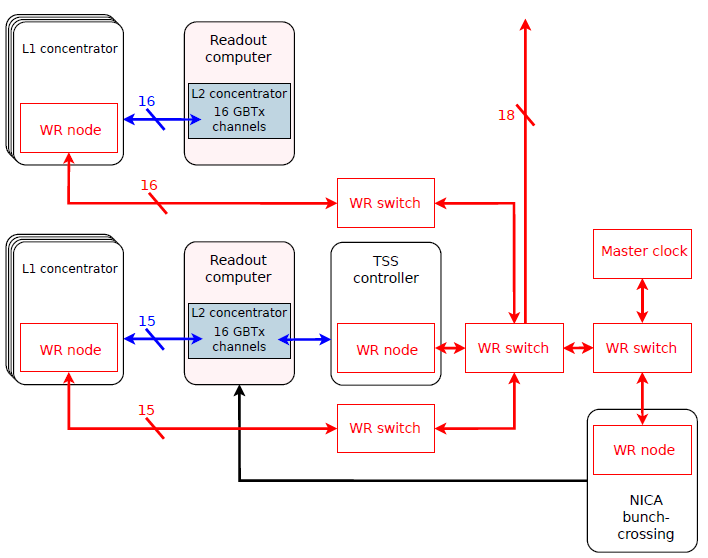 L1 concentrator
WR node
16
Readout
computer
L2 concentrator
16 GBTx
channels
18
16
WR switch
L1 concentrator
WR node
15
Readout
computer
L2 concentrator
16 GBTx
channels
TSS
controller
WR node
WR switch
Master clock
WR switch
15
WR switch
WR node
NICA
bunch-
crossing